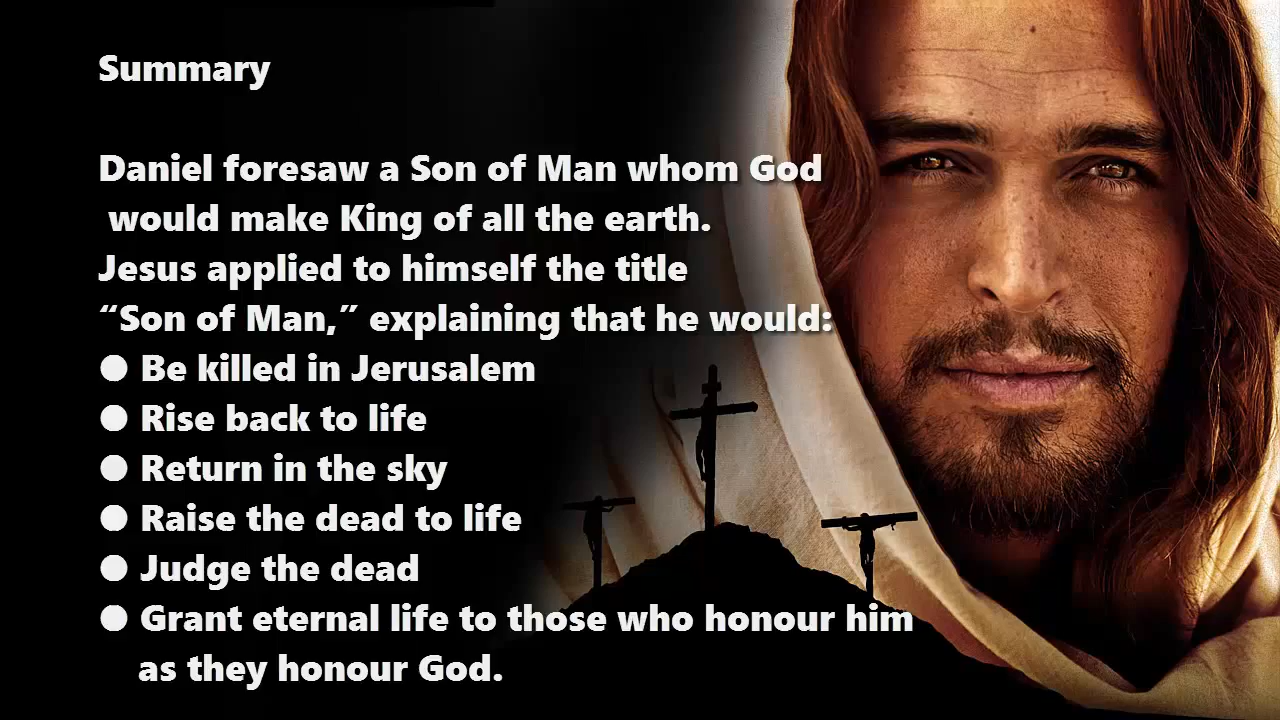 Summary
Daniel foresaw a Son of Man whom God
would make King of all the earth.
Jesus applied to himself the title
“Son of Man,” explaining that he would:
● Be killed in Jerusalem
● Rise back to life
● Return in the sky
● Raise the dead to life
● Judge the dead
● Grant eternal life to those who honour him
as they honour God.